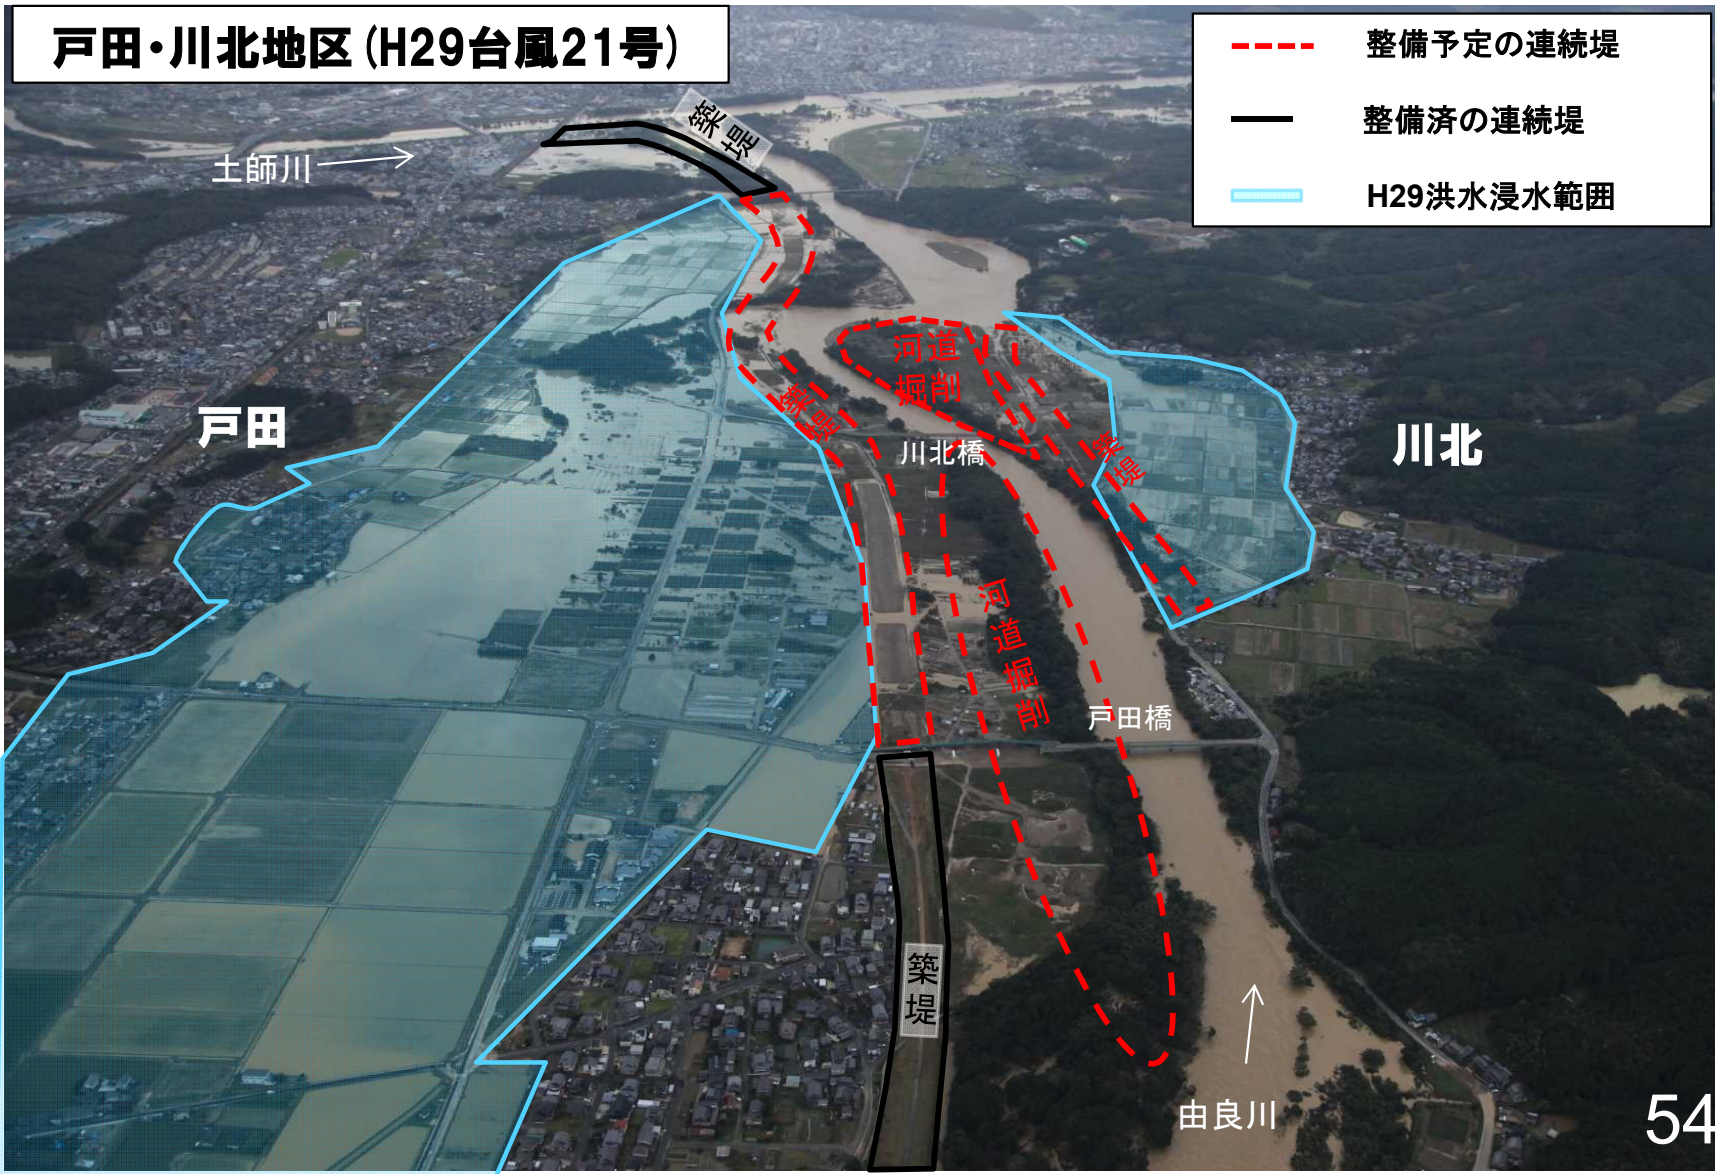 戸田・川北地区(H29台風21号)
整備予定の連続堤
整備済の連続堤
H29洪水浸水範囲
築堤
土師川
河道
掘削
築堤
戸田
川北橋
築堤
川北
河道掘削
戸田橋
築堤
由良川
54